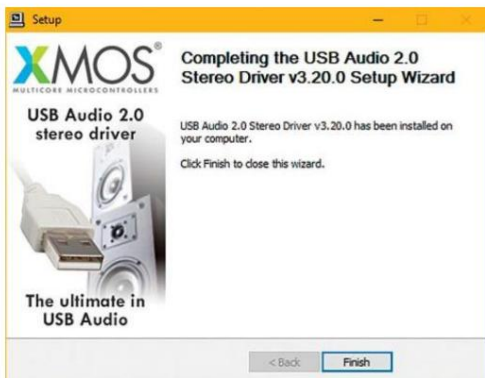 Setup
XMOS®
MULTICORE MICROCONTROLLERS
USB Audio 2.0
stereo driver
The ultimate in
USB Audio
Completing the USB Audio 2.0
Stereo Driver v3.20.0 Setup Wizard
USB Audio 2.0 Stereo Driver v3.20.0 has been installed on
your computer.
Click Finish to close this wizard.
< Back
Finish